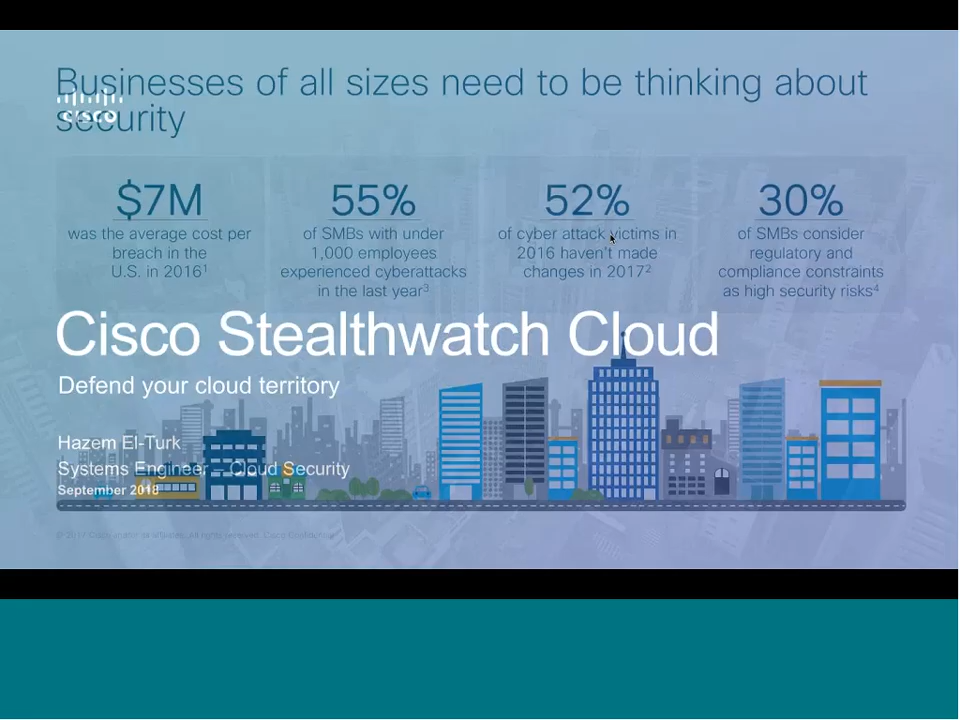 Businesses of all sizes need to be thinking about
security
cisco
$7M
was the average cost per
breach in the
U.S. in 2016¹
55%
of SMBs with under
1,000 employees
experienced cyberattacks
in the last year³
52%
of cyber attack victims in
2016 haven't made
changes in 2017²
30%
of SMBs consider
regulatory and
compliance constraints
as high security risks⁴
Cisco Stealthwatch Cloud
Defend your cloud territory
Hazem El-Turk
Systems Engineer – Cloud Security
September 2018